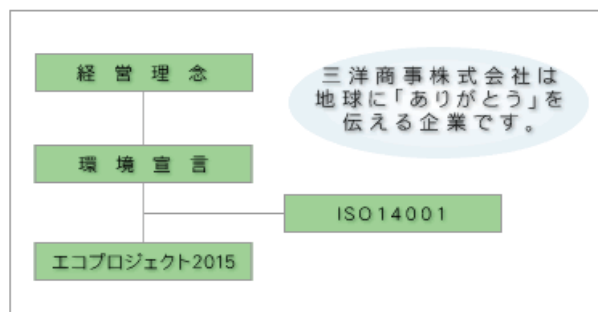 経営理念
三洋商事株式会社は
地球に「ありがとう」を
伝える企業です。
環境宣言
ISO14001
エコプロジェクト2015